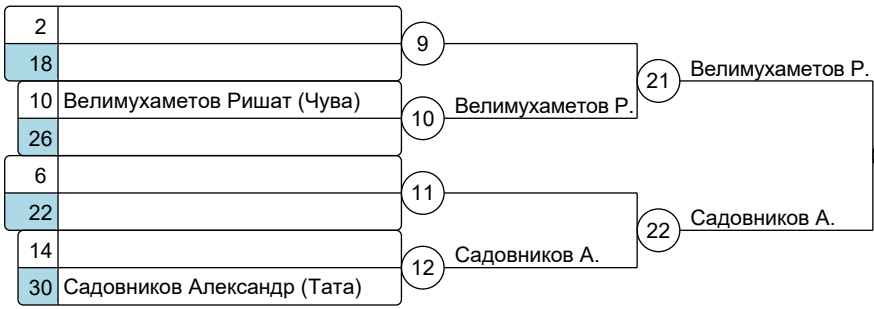 2
9
18
21 Велимухаметов Р.
10 Велимухаметов Ришат (Чува)
10 Велимухаметов Р.
26
6
11
22
22 Садовников А.
14
12 Садовников А.
30 Садовников Александр (Тата)